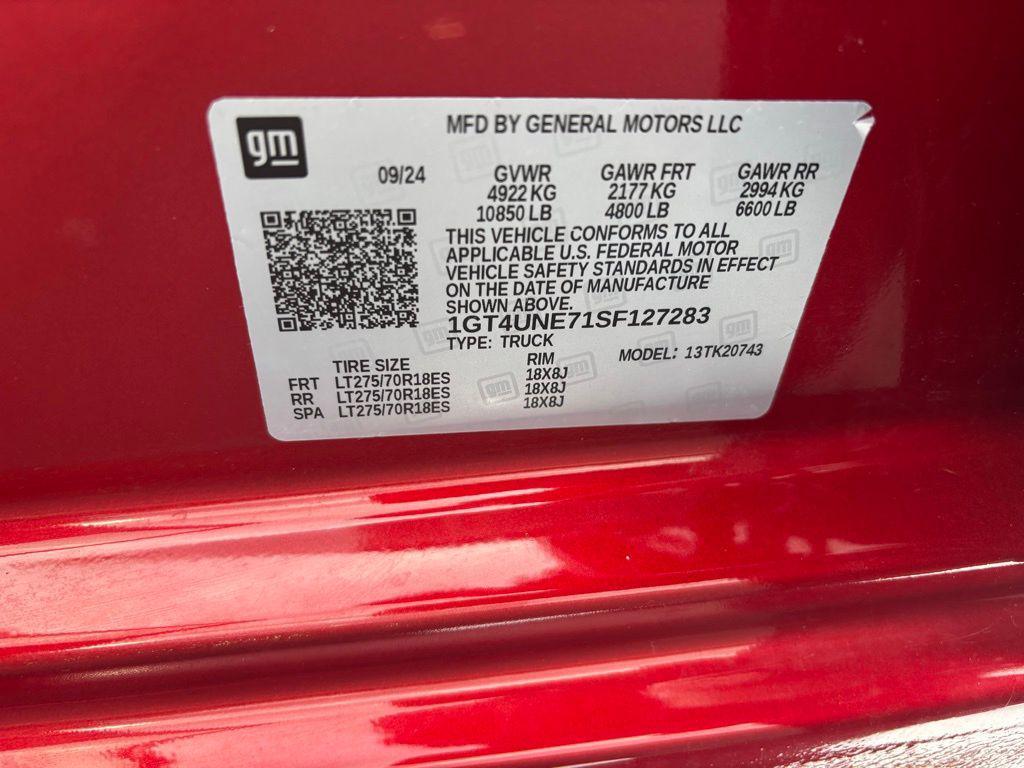 gm
MFD BY GENERAL MOTORS LLC
09/24 GVWR GAWR FRT GAWR RR
4922 KG 2177 KG 2994 KG
10850 LB 4800 LB 6600 LB
THIS VEHICLE CONFORMS TO ALL
APPLICABLE U.S. FEDERAL MOTOR
VEHICLE SAFETY STANDARDS IN EFFECT
ON THE DATE OF MANUFACTURE
SHOWN ABOVE.
1GT4UNE71SF127283
TYPE: TRUCK
MODEL: 13TK20743
TIRE SIZE RIM
FRT LT275/70R18ES 18X8J
RR LT275/70R18ES 18X8J
SPA LT275/70R18ES 18X8J